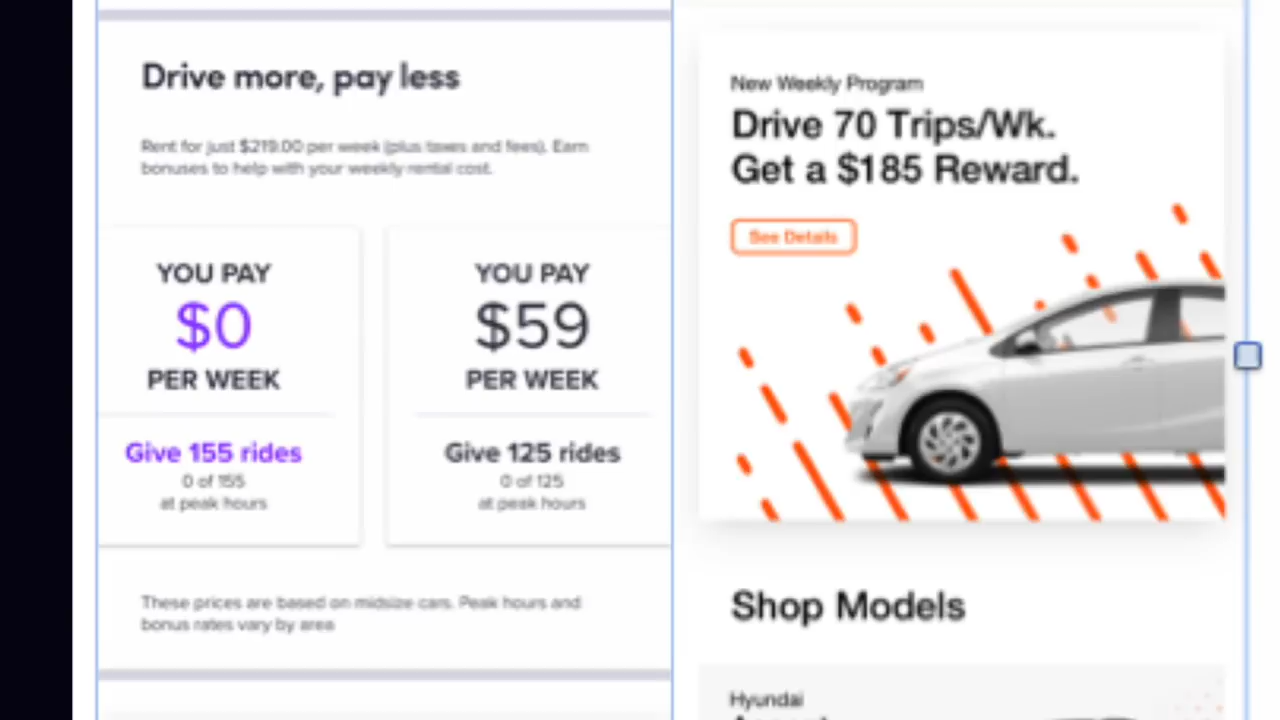 Drive more, pay less
Rent for just $219.00 per week (plus taxes and fees). Earn
bonuses to help with your weekly rental cost.
YOU PAY
$0
PER WEEK
Give 155 rides
0 of 155
at peak hours
YOU PAY
$59
PER WEEK
Give 125 rides
0 of 125
at peak hours
These prices are based on midsize cars. Peak hours and
bonus rates vary by area
New Weekly Program
Drive 70 Trips/Wk.
Get a $185 Reward.
See Details
Shop Models
Hyundai